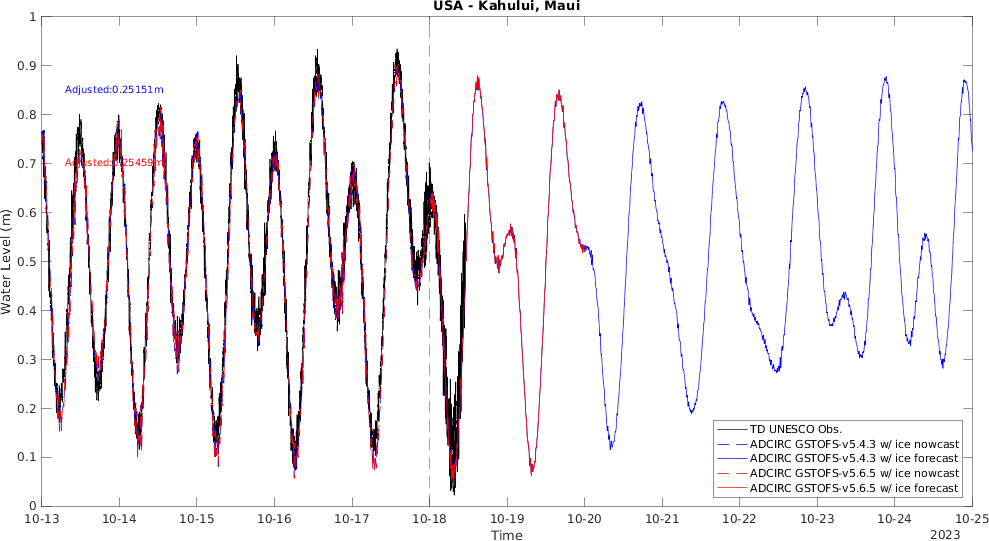 USA - Kahului, Maui
1
0.9
0.8
0.7
0.6
0.5
0.4
0.3
0.2
0.1
0
Water Level (m)
Adjusted:0.25151m
Adjusted:0.25459m
TD UNESCO Obs.
ADCIRC GSTOFS-v5.4.3 w/ ice nowcast
ADCIRC GSTOFS-v5.4.3 w/ ice forecast
ADCIRC GSTOFS-v5.6.5 w/ ice nowcast
ADCIRC GSTOFS-v5.6.5 w/ ice forecast
10-13 10-14 10-15 10-16 10-17 10-18 10-19 10-20 10-21 10-22 10-23 10-24 10-25
Time
2023